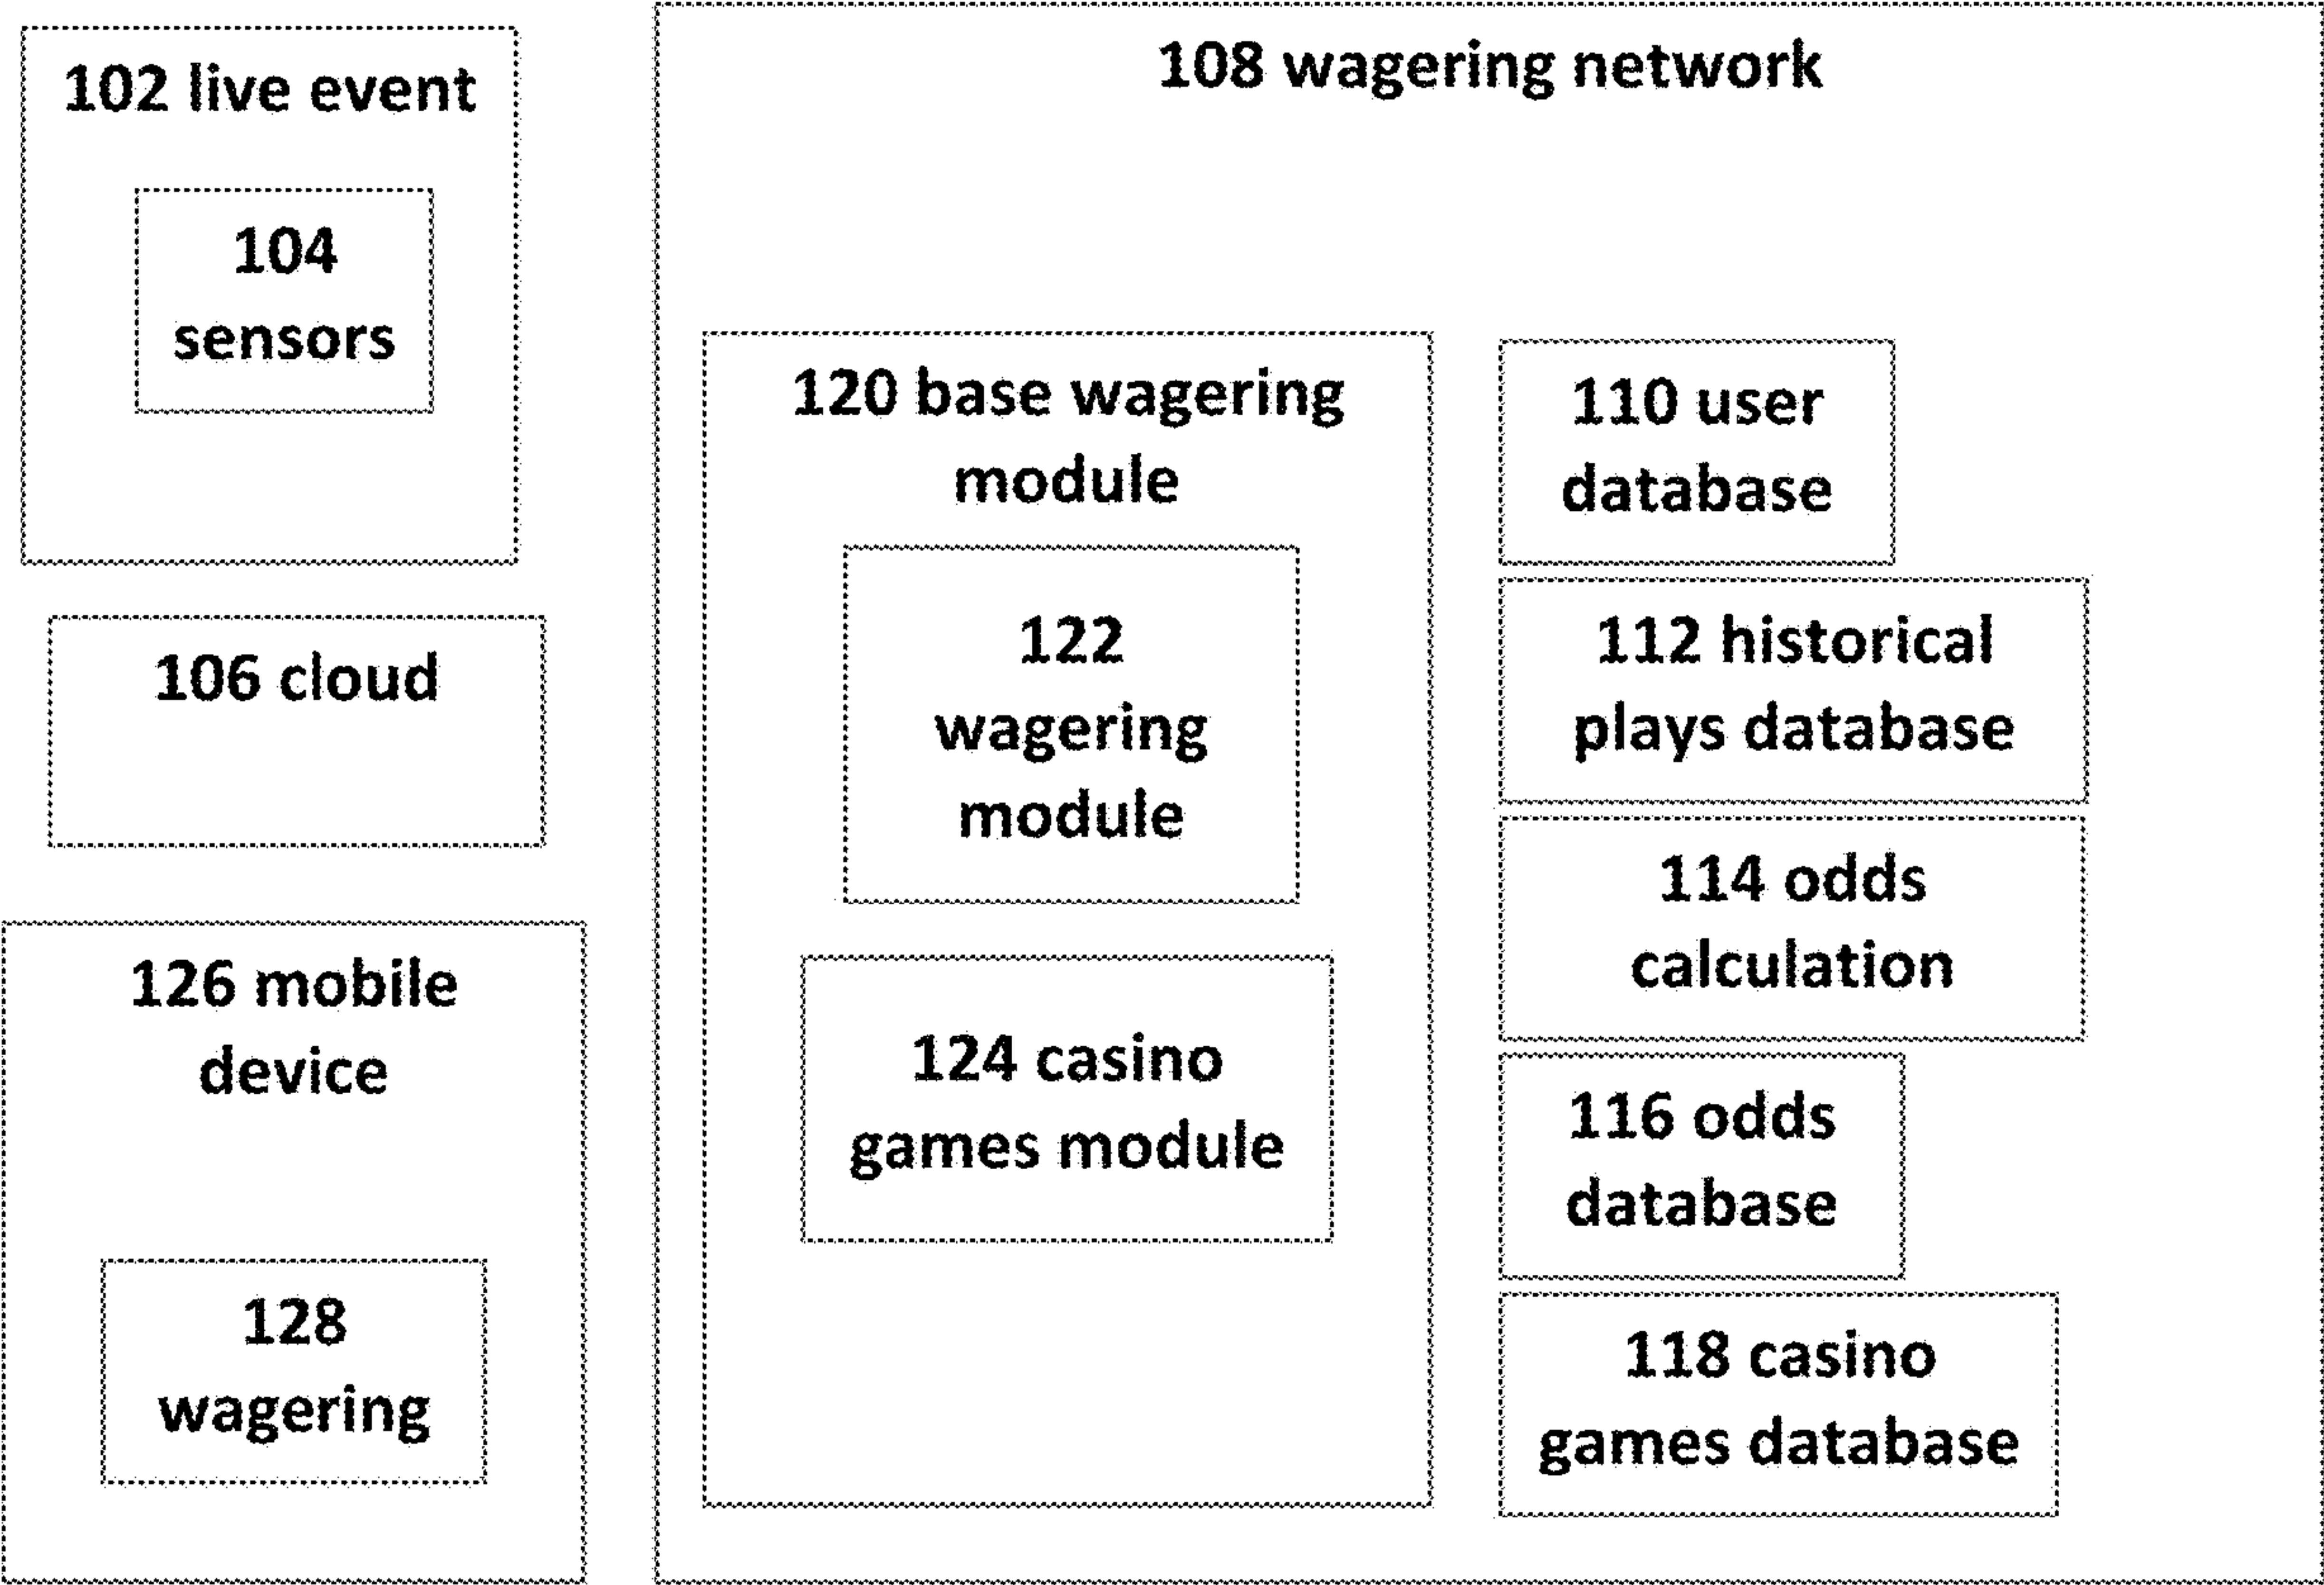 102 live event
104
sensors
106 cloud
126 mobile
device
128
wagering
108 wagering network
120 base wagering
module
122
wagering
module
124 casino
games module
110 user
database
112 historical
plays database
114 odds
calculation
116 odds
database
118 casino
games database